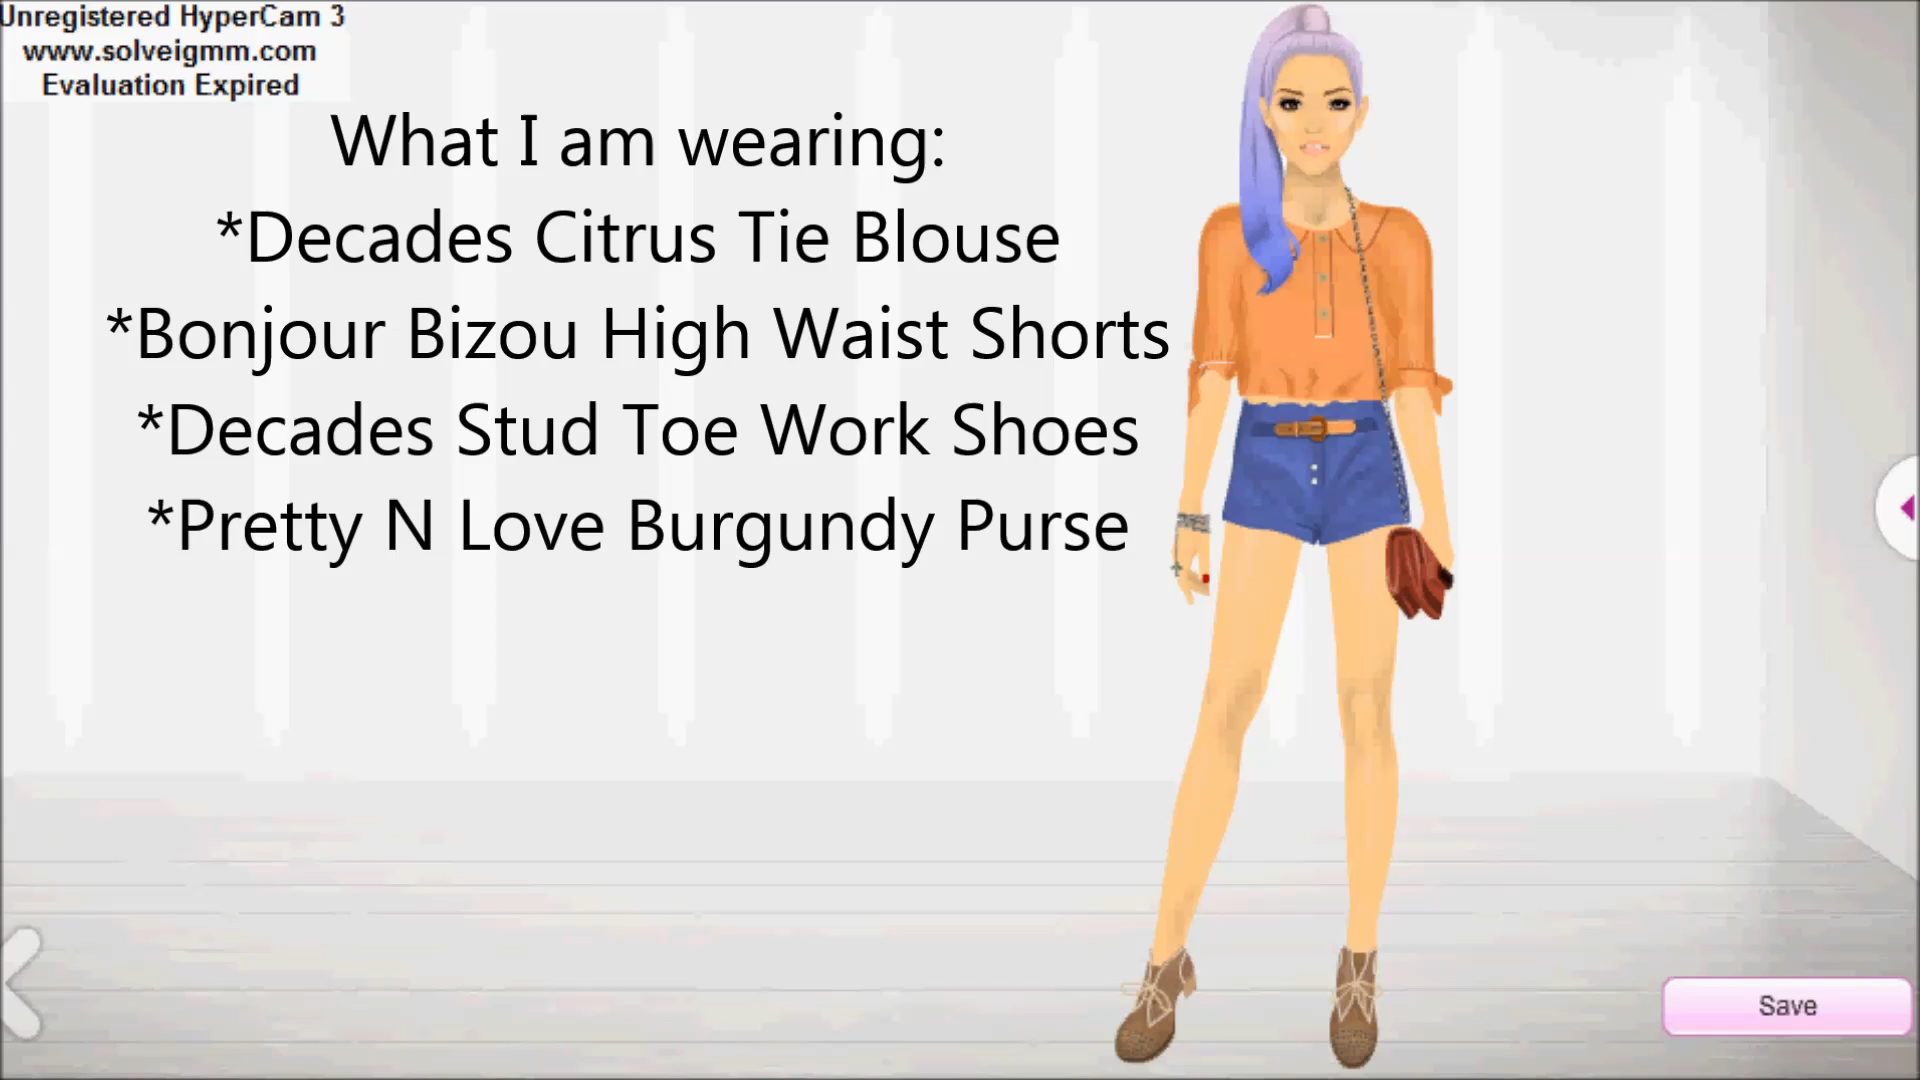 Unregistered HyperCam 3
www.solveigmm.com
Evaluation Expired
What I am wearing:
*Decades Citrus Tie Blouse
*Bonjour Bizou High Waist Shorts
*Decades Stud Toe Work Shoes
*Pretty N Love Burgundy Purse
Save